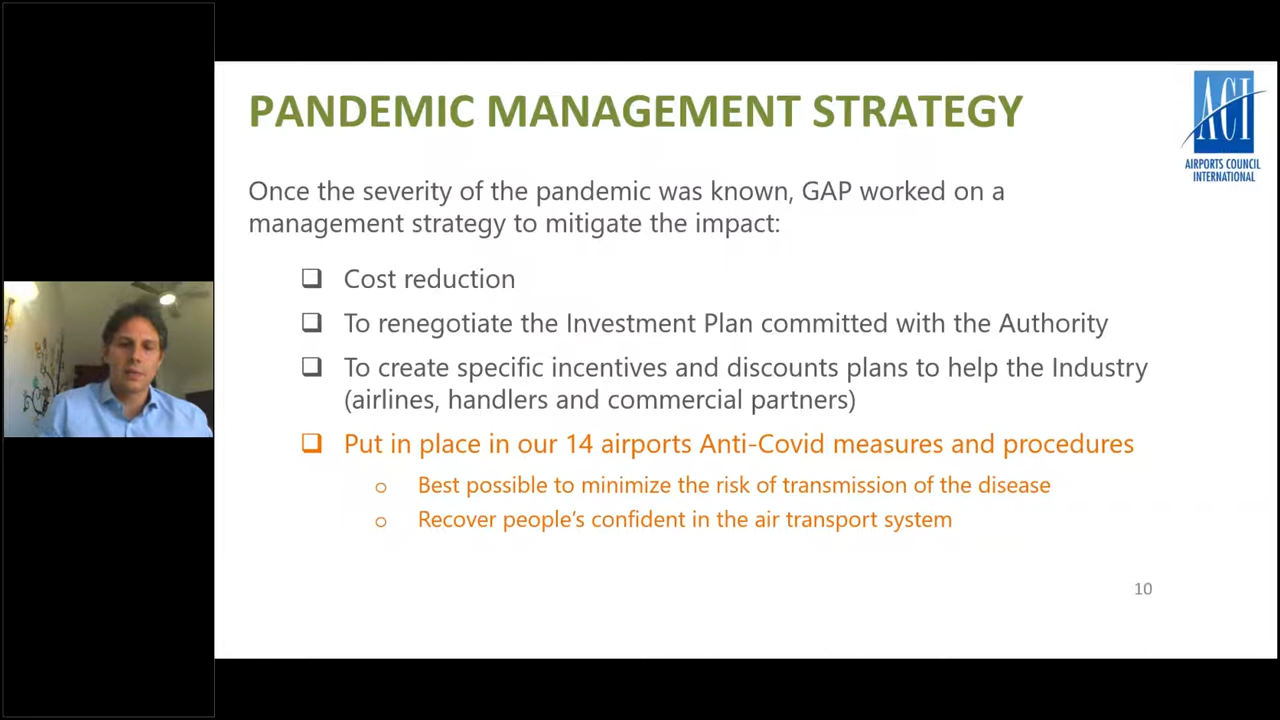 PANDEMIC MANAGEMENT STRATEGY
ACI
AIRPORTS COUNCIL
INTERNATIONAL
Once the severity of the pandemic was known, GAP worked on a
management strategy to mitigate the impact:
Cost reduction
To renegotiate the Investment Plan committed with the Authority
To create specific incentives and discounts plans to help the Industry
(airlines, handlers and commercial partners)
Put in place in our 14 airports Anti-Covid measures and procedures
o Best possible to minimize the risk of transmission of the disease
o Recover people's confident in the air transport system
10